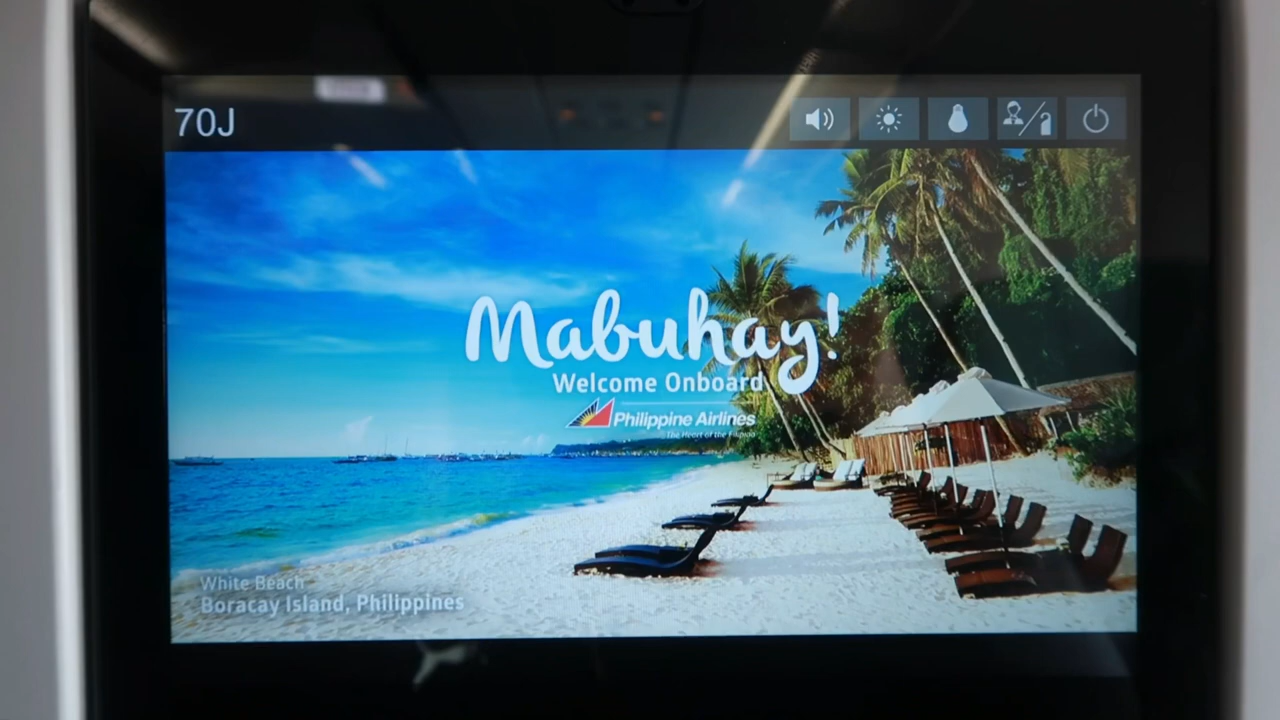 70J
Mabuhay!
Welcome Onboard
Philippine Airlines
The Heart of the Filipino
White Beach
Boracay Island, Philippines